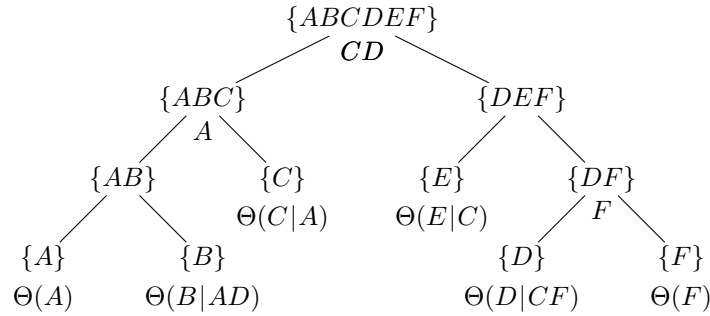 {ABCDEF}
CD
{ABC} {DEF}
A
{AB} {C} {E} {DF}
Θ(C|A) Θ(E|C) F
{A} {B} {D} {F}
Θ(A) Θ(B|AD) Θ(D|CF) Θ(F)